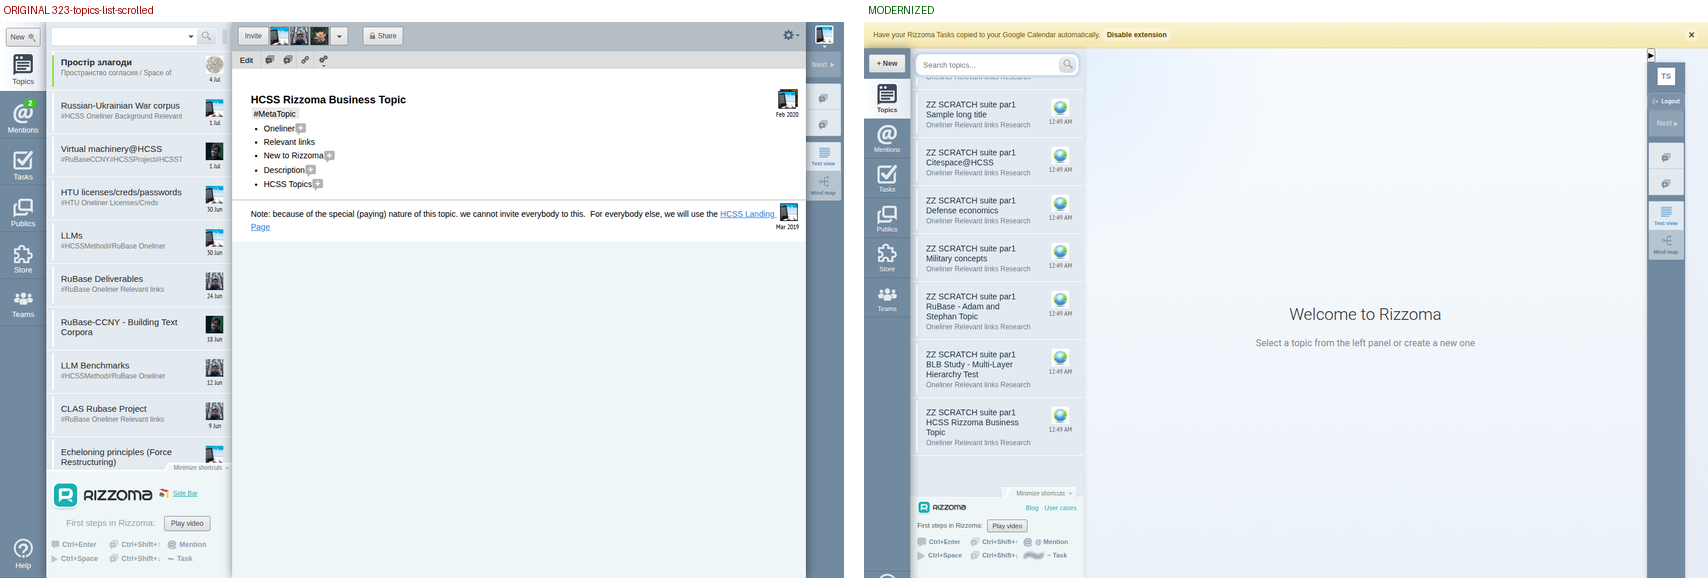 ORIGINAL 323-topics-list-scrolled
New
Topics
2
Mentions
Tasks
Publics
Store
Teams
Help
Простір злагоди
Пространство согласия / Space of
4 Jul
Russian-Ukrainian War corpus
#HCSS Oneliner Background Relevant
1 Jul
Virtual machinery@HCSS
#RuBaseCCNY#HCSSProject#HCSST
1 Jul
HTU licenses/creds/passwords
#HTU Oneliner Licenses/Creds
30 Jun
LLMs
#HCSSMethod#RuBase Oneliner
30 Jun
RuBase Deliverables
#RuBase Oneliner Relevant links
24 Jun
RuBase-CCNY - Building Text
Corpora
18 Jun
LLM Benchmarks
#HCSSMethod#RuBase Oneliner
12 Jun
CLAS Rubase Project
#RuBase Oneliner Relevant links
9 Jun
Echeloning principles (Force
Restructuring)
Minimize shortcuts
RIZZOMA
Side Bar
First steps in Rizzoma:
Play video
Ctrl+Enter
Ctrl+Shift+↑
@ Mention
Ctrl+Space
Ctrl+Shift+↓
~ Task
Invite
Share
Edit
HCSS Rizzoma Business Topic
#MetaTopic
Feb 2020
• Oneliner
• Relevant links
• New to Rizzoma
• Description
• HCSS Topics
Note: because of the special (paying) nature of this topic. we cannot invite everybody to this. For everybody else, we will use the HCSS Landing
Page
Mar 2019
Next
Text view
Mind map
MODERNIZED
Have your Rizzoma Tasks copied to your Google Calendar automatically. Disable extension
×
+ New
Topics
Mentions
Tasks
Publics
Store
Teams
Search topics...
Oneliner Relevant links Research
ZZ SCRATCH suite par1
Sample long title
Oneliner Relevant links Research
12:49 AM
ZZ SCRATCH suite par1
Citespace@HCSS
Oneliner Relevant links Research
12:49 AM
ZZ SCRATCH suite par1
Defense economics
Oneliner Relevant links Research
12:49 AM
ZZ SCRATCH suite par1
Military concepts
Oneliner Relevant links Research
12:49 AM
ZZ SCRATCH suite par1
RuBase - Adam and
Stephan Topic
Oneliner Relevant links Research
12:49 AM
ZZ SCRATCH suite par1
BLB Study - Multi-Layer
Hierarchy Test
Oneliner Relevant links Research
12:49 AM
ZZ SCRATCH suite par1
HCSS Rizzoma Business
Topic
Oneliner Relevant links Research
12:49 AM
Minimize shortcuts
RIZZOMA
Blog
User cases
First steps in Rizzoma:
Play video
Ctrl+Enter
Ctrl+Shift+↑
@ @ Mention
Ctrl+Space
Ctrl+Shift+↓
~ Task
Welcome to Rizzoma
Select a topic from the left panel or create a new one
TS
Logout
Next
Text view
Mind map